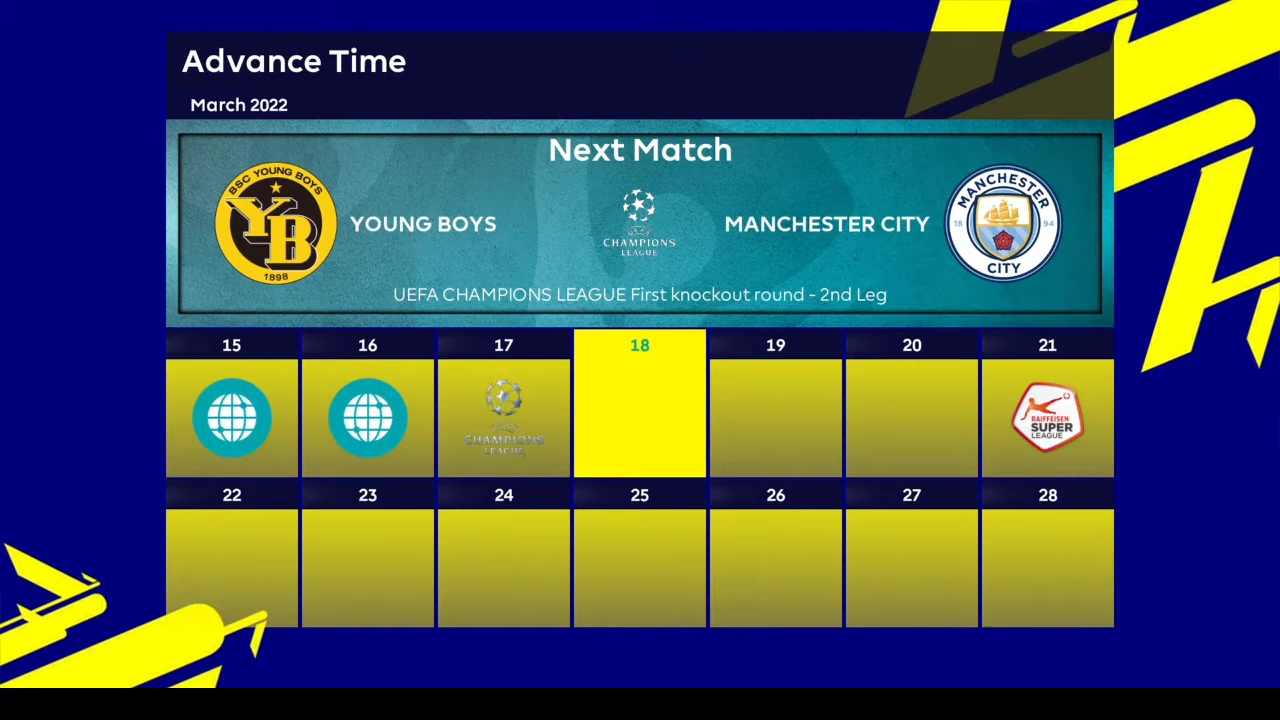 Advance Time
March 2022
Next Match
BSC YOUNG BOYS
YB
1898
YOUNG BOYS
CHAMPIONS
LEAGUE
MANCHESTER CITY
MANCHESTER
18 94
CITY
UEFA CHAMPIONS LEAGUE First knockout round - 2nd Leg
15 16 17 18 19 20 21
CHAMPIONS
LEAGUE
RAIFFEISEN
SUPER
LEAGUE
22 23 24 25 26 27 28